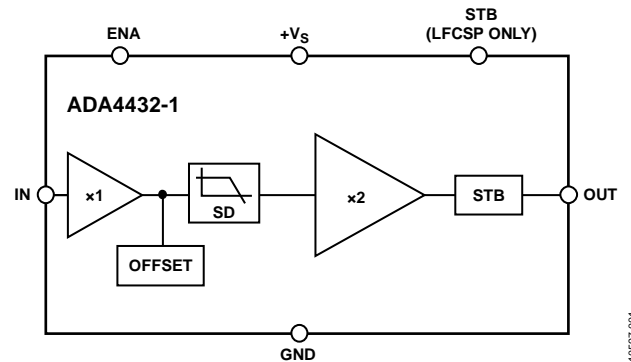 ENA
+VS
STB
(LFCSP ONLY)
ADA4432-1
IN
×1
SD
×2
STB
OUT
OFFSET
GND